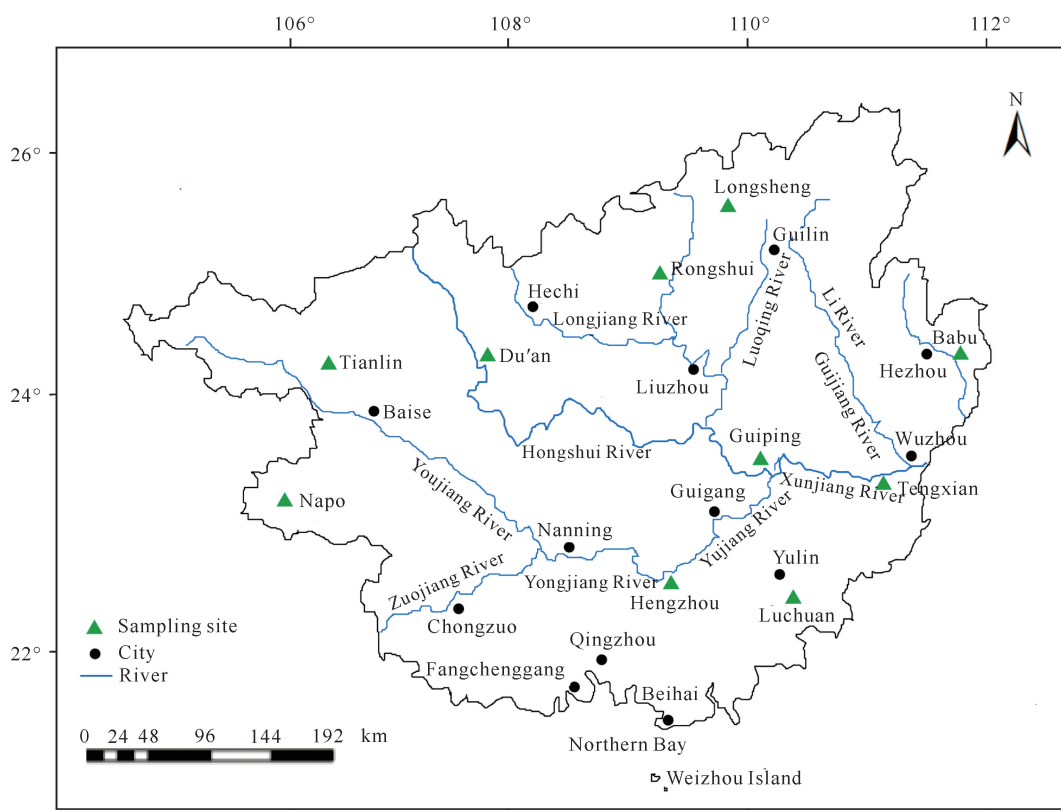 106°
108°
110°
112°
N
26°
Longsheng
Guilin
Rongshui
Hechi
Longjiang River
Luoqing River
Li River
Babu
Tianlin
Du'an
Liuzhou
Hezhou
Guijiang River
24°
Baise
Guiping
Wuzhou
Hongshui River
Xunjiang River
Tengxian
Napo
Youjiang River
Guigang
Yujiang River
Nanning
Yulin
Zuojiang River
Yongjiang River
Hengzhou
Luchuan
Chongzuo
Sampling site
City
River
22°
Qingzhou
Fangchenggang
Beihai
Northern Bay
0 24 48 96 144 192 km
Weizhou Island